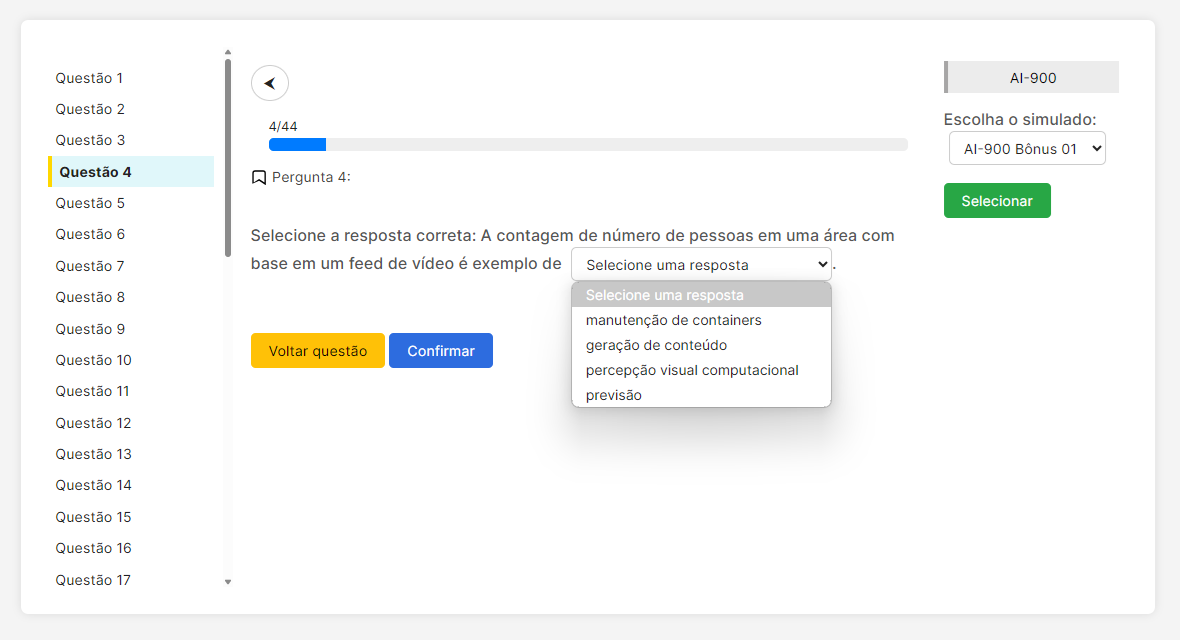 Questão 1
Questão 2
Questão 3
Questão 4
Questão 5
Questão 6
Questão 7
Questão 8
Questão 9
Questão 10
Questão 11
Questão 12
Questão 13
Questão 14
Questão 15
Questão 16
Questão 17
4/44
Pergunta 4:
Selecione a resposta correta: A contagem de número de pessoas em uma área com
base em um feed de vídeo é exemplo de Selecione uma resposta .
Selecione uma resposta
manutenção de containers
geração de conteúdo
percepção visual computacional
previsão
Voltar questão Confirmar
AI-900
Escolha o simulado:
AI-900 Bônus 01
Selecionar